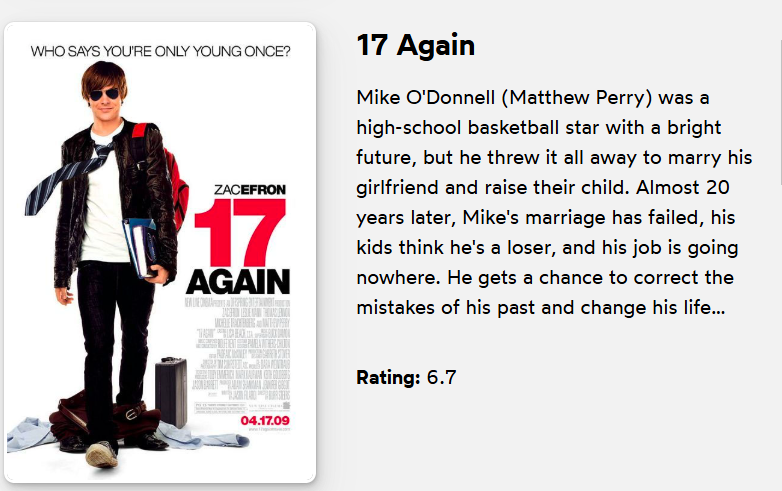 WHO SAYS YOU'RE ONLY YOUNG ONCE?
ZACEFRON
17
AGAIN
04.17.09
17 Again
Mike O'Donnell (Matthew Perry) was a
high-school basketball star with a bright
future, but he threw it all away to marry his
girlfriend and raise their child. Almost 20
years later, Mike's marriage has failed, his
kids think he's a loser, and his job is going
nowhere. He gets a chance to correct the
mistakes of his past and change his life...
Rating: 6.7